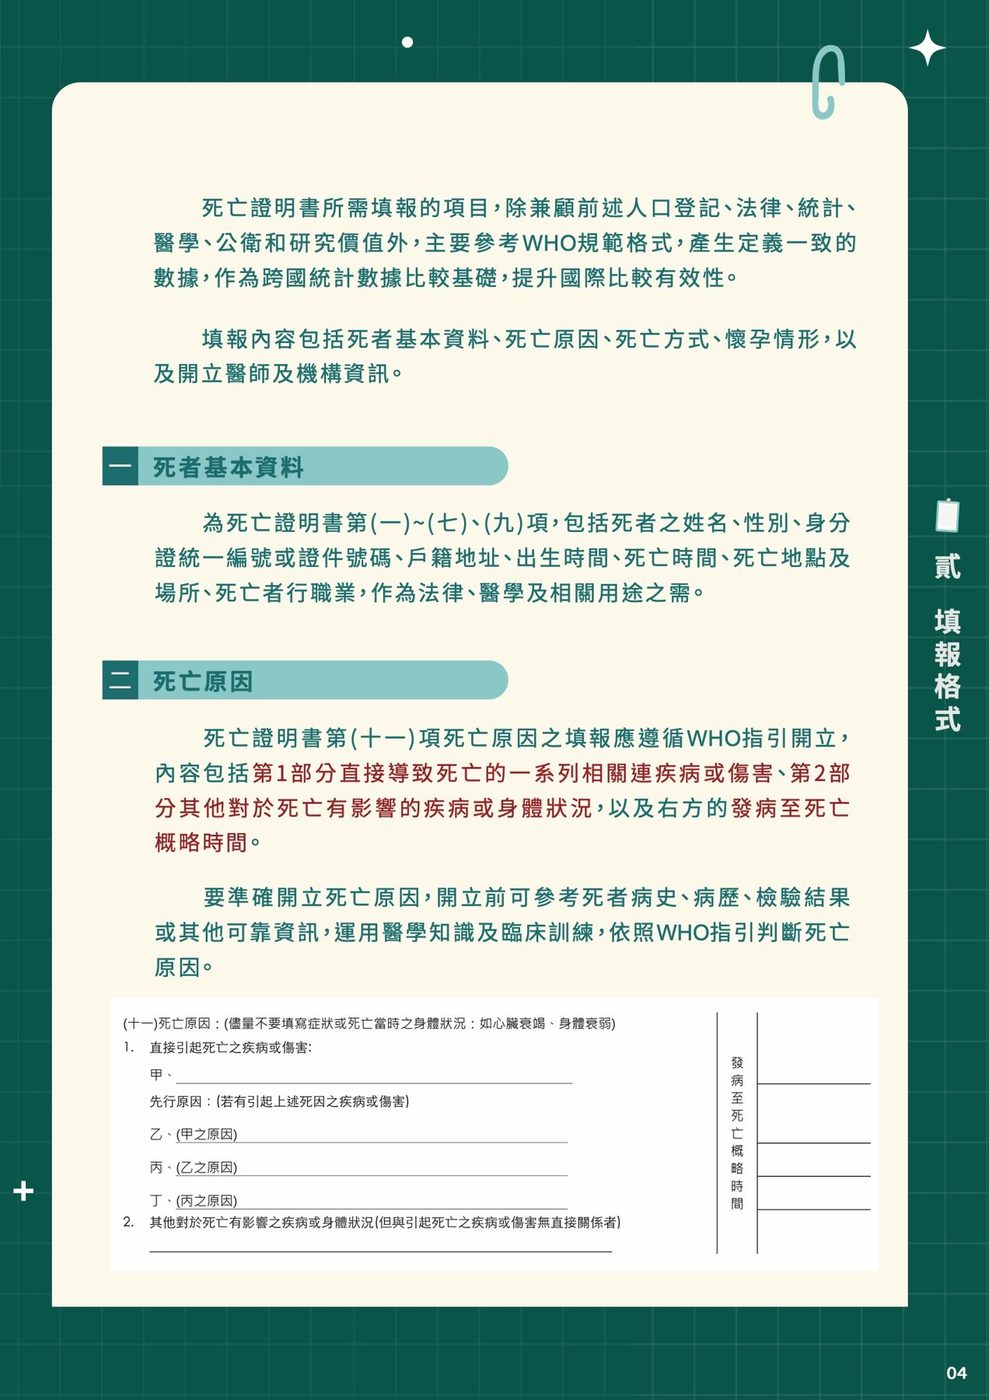 死亡證明書所需填報的項目，除兼顧前述人口登記、法律、統計、
醫學、公衛和研究價值外，主要參考WHO規範格式，產生定義一致的
數據，作為跨國統計數據比較基礎，提升國際比較有效性。
填報內容包括死者基本資料、死亡原因、死亡方式、懷孕情形，以
及開立醫師及機構資訊。
一 死者基本資料
為死亡證明書第(一)~(七)、(九)項，包括死者之姓名、性別、身分
證統一編號或證件號碼、戶籍地址、出生時間、死亡時間、死亡地點及
場所、死亡者行職業，作為法律、醫學及相關用途之需。
二 死亡原因
死亡證明書第(十一)項死亡原因之填報應遵循WHO指引開立，
內容包括第1部分直接導致死亡的一系列相關連疾病或傷害、第2部
分其他對於死亡有影響的疾病或身體狀況，以及右方的發病至死亡
概略時間。
要準確開立死亡原因，開立前可參考死者病史、病歷、檢驗結果
或其他可靠資訊，運用醫學知識及臨床訓練，依照WHO指引判斷死亡
原因。
(十一)死亡原因：(儘量不要填寫症狀或死亡當時之身體狀況：如心臟衰竭、身體衰弱)
1. 直接引起死亡之疾病或傷害:
甲、
先行原因：(若有引起上述死因之疾病或傷害)
乙、(甲之原因)
丙、(乙之原因)
丁、(丙之原因)
2. 其他對於死亡有影響之疾病或身體狀況(但與引起死亡之疾病或傷害無直接關係者)
發病至死亡概略時間
貳 填報格式
04